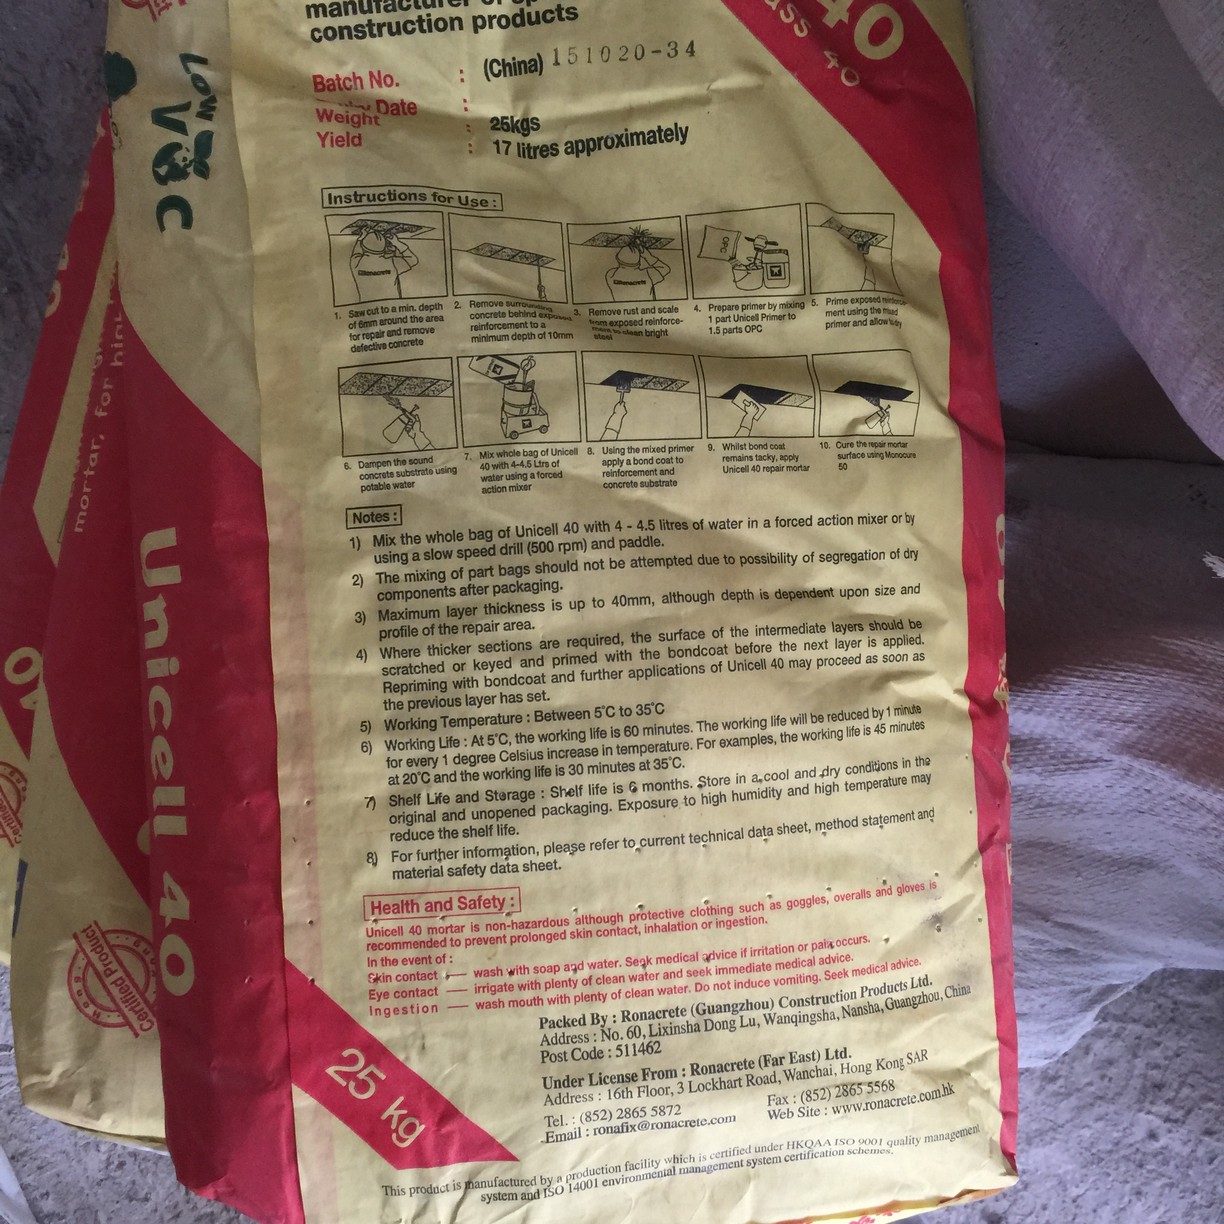 manufacturer of
construction products
40
ass 40
Batch No. : (China) 151020-34
Date :
Weight : 25kgs
Yield : 17 litres approximately
LOW
VOC
Instructions for Use :
OPC
Ronacrete
Ronacrete
1. Saw cut to a min. depth
of 6mm around the area
for repair and remove
defective concrete
2. Remove surrounding
concrete behind exposed
reinforcement to a
minimum depth of 10mm
3. Remove rust and scale
from exposed reinforce-
ment to clean bright
steel
4. Prepare primer by mixing
1 part Unicell Primer to
1.5 parts OPC
5. Prime exposed reinforce-
ment using the mixed
primer and allow to dry
6. Dampen the sound
concrete substrate using
potable water
7. Mix whole bag of Unicell
40 with 4-4.5 Ltrs of
water using a forced
action mixer
8. Using the mixed primer
apply a bond coat to
reinforcement and
concrete substrate
9. Whilst bond coat
remains tacky, apply
Unicell 40 repair mortar
10. Cure the repair mortar
surface using Monocure
50
Notes :
1) Mix the whole bag of Unicell 40 with 4 - 4.5 litres of water in a forced action mixer or by
using a slow speed drill (500 rpm) and paddle.
2) The mixing of part bags should not be attempted due to possibility of segregation of dry
components after packaging.
3) Maximum layer thickness is up to 40mm, although depth is dependent upon size and
profile of the repair area.
4) Where thicker sections are required, the surface of the intermediate layers should be
scratched or keyed and primed with the bondcoat before the next layer is applied.
Repriming with bondcoat and further applications of Unicell 40 may proceed as soon as
the previous layer has set.
5) Working Temperature : Between 5°C to 35°C
6) Working Life : At 5°C, the working life is 60 minutes. The working life will be reduced by 1 minute
for every 1 degree Celsius increase in temperature. For examples, the working life is 45 minutes
at 20°C and the working life is 30 minutes at 35°C.
7) Shelf Life and Storage : Shelf life is 6 months. Store in a cool and dry conditions in the
original and unopened packaging. Exposure to high humidity and high temperature may
reduce the shelf life.
8) For further information, please refer to current technical data sheet, method statement and
material safety data sheet.
Health and Safety :
Unicell 40 mortar is non-hazardous although protective clothing such as goggles, overalls and gloves is
recommended to prevent prolonged skin contact, inhalation or ingestion.
In the event of :
Skin contact — wash with soap and water. Seek medical advice if irritation or pain occurs.
Eye contact — irrigate with plenty of clean water and seek immediate medical advice.
Ingestion — wash mouth with plenty of clean water. Do not induce vomiting. Seek medical advice.
Packed By : Ronacrete (Guangzhou) Construction Products Ltd.
Address : No. 60, Lixinsha Dong Lu, Wanqingsha, Nansha, Guangzhou, China
Post Code : 511462
Under License From : Ronacrete (Far East) Ltd.
Address : 16th Floor, 3 Lockhart Road, Wanchai, Hong Kong SAR
Tel. : (852) 2865 5872 Fax : (852) 2865 5568
Email : ronafix@ronacrete.com Web Site : www.ronacrete.com.hk
This product is manufactured by a production facility which is certified under HKQAA ISO 9001 quality management
system and ISO 14001 environmental management system certification schemes.
25 kg
Unicell 40
mortar, for
Certified Product